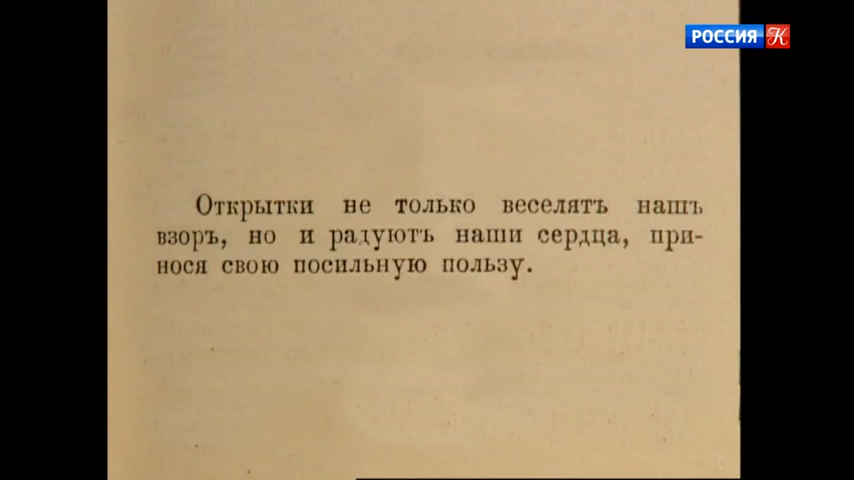 РОССИЯ К
Открытки не только веселятъ нашъ
взоръ, но и радуютъ наши сердца, при-
нося свою посильную пользу.